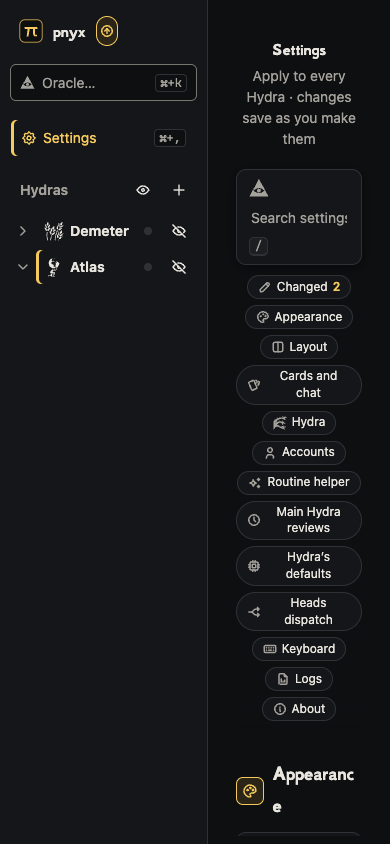 π pnyx
Oracle... ⌘+k
Settings ⌘+,
Hydras
Demeter
Atlas
Settings
Apply to every
Hydra · changes
save as you make
them
Search settings
/
Changed 2
Appearance
Layout
Cards and
chat
Hydra
Accounts
Routine helper
Main Hydra
reviews
Hydra's
defaults
Heads
dispatch
Keyboard
Logs
About
Appearanc
e